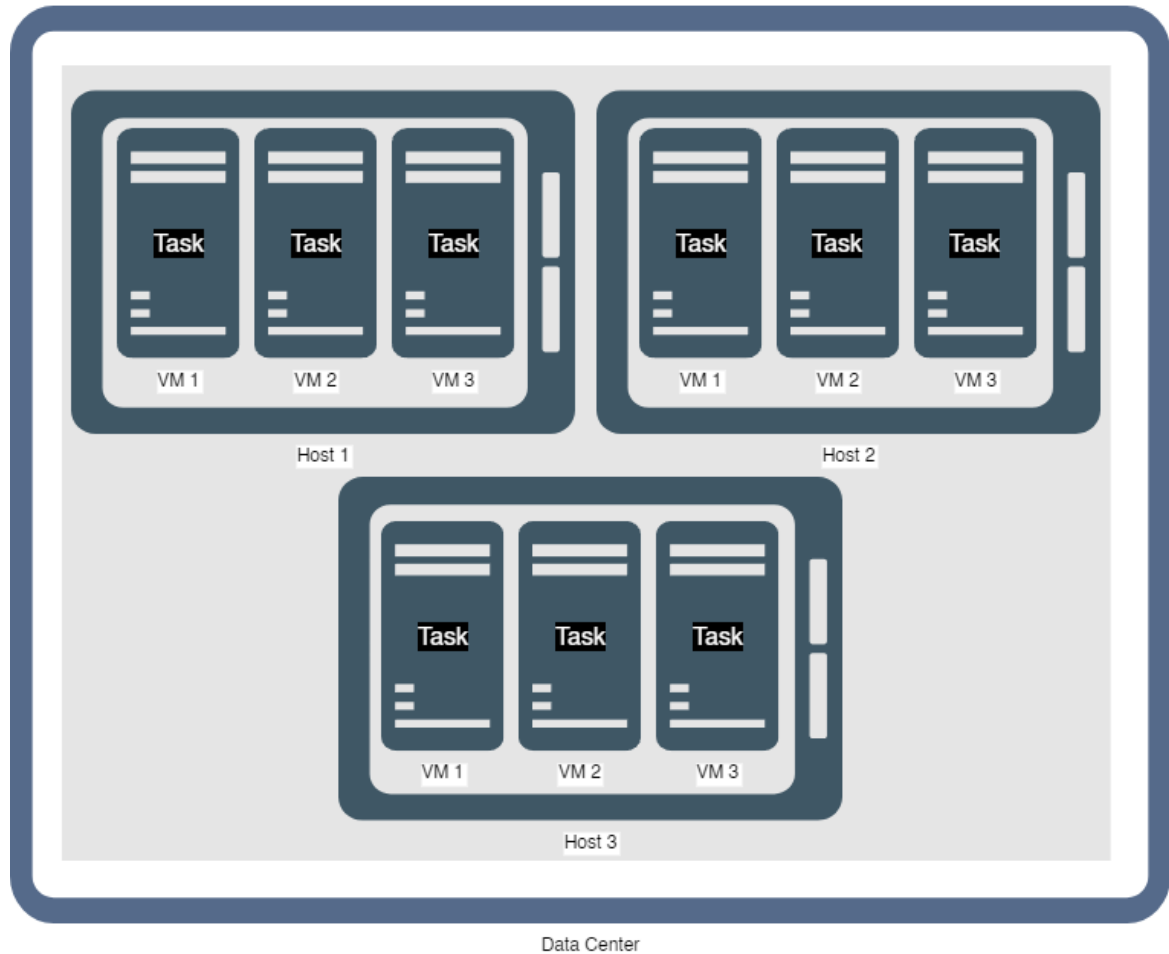 Task Task Task Task Task Task
VM 1 VM 2 VM 3 VM 1 VM 2 VM 3
Host 1 Host 2
Task Task Task
VM 1 VM 2 VM 3
Host 3
Data Center